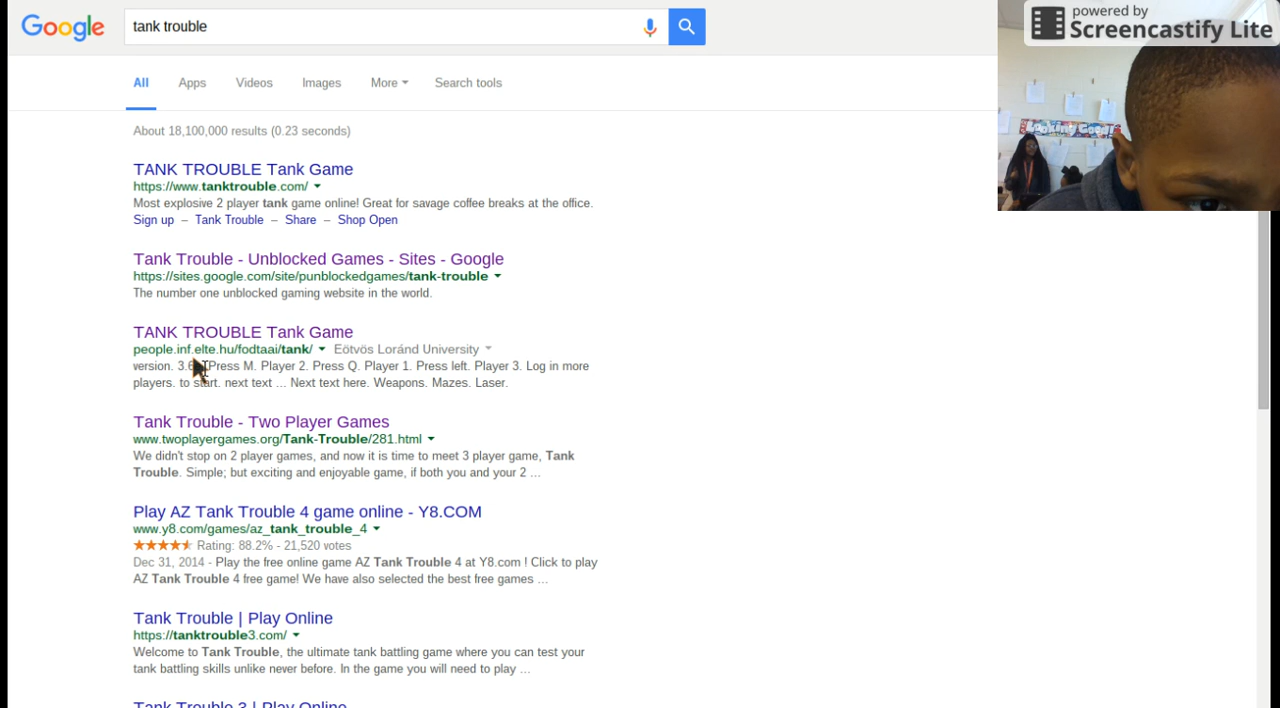 Google
tank trouble
powered by
Screencastify Lite
All Apps Videos Images More Search tools
About 18,100,000 results (0.23 seconds)
TANK TROUBLE Tank Game
https://www.tanktrouble.com/
Most explosive 2 player tank game online! Great for savage coffee breaks at the office.
Sign up – Tank Trouble – Share – Shop Open
Tank Trouble - Unblocked Games - Sites - Google
https://sites.google.com/site/punblockedgames/tank-trouble
The number one unblocked gaming website in the world.
TANK TROUBLE Tank Game
people.inf.elte.hu/fodtaai/tank/ Eötvös Loránd University
version. Press M. Player 2. Press Q. Player 1. Press left. Player 3. Log in more
players. to start. next text ... Next text here. Weapons. Mazes. Laser.
Tank Trouble - Two Player Games
www.twoplayergames.org/Tank-Trouble/281.html
We didn't stop on 2 player games, and now it is time to meet 3 player game, Tank
Trouble. Simple; but exciting and enjoyable game, if both you and your 2 ...
Play AZ Tank Trouble 4 game online - Y8.COM
www.y8.com/games/az_tank_trouble_4
Rating: 88.2% - 21,520 votes
Dec 31, 2014 - Play the free online game AZ Tank Trouble 4 at Y8.com ! Click to play
AZ Tank Trouble 4 free game! We have also selected the best free games ...
Tank Trouble | Play Online
https://tanktrouble3.com/
Welcome to Tank Trouble, the ultimate tank battling game where you can test your
tank battling skills unlike never before. In the game you will need to play ...
Tank Trouble 3 | Play Online